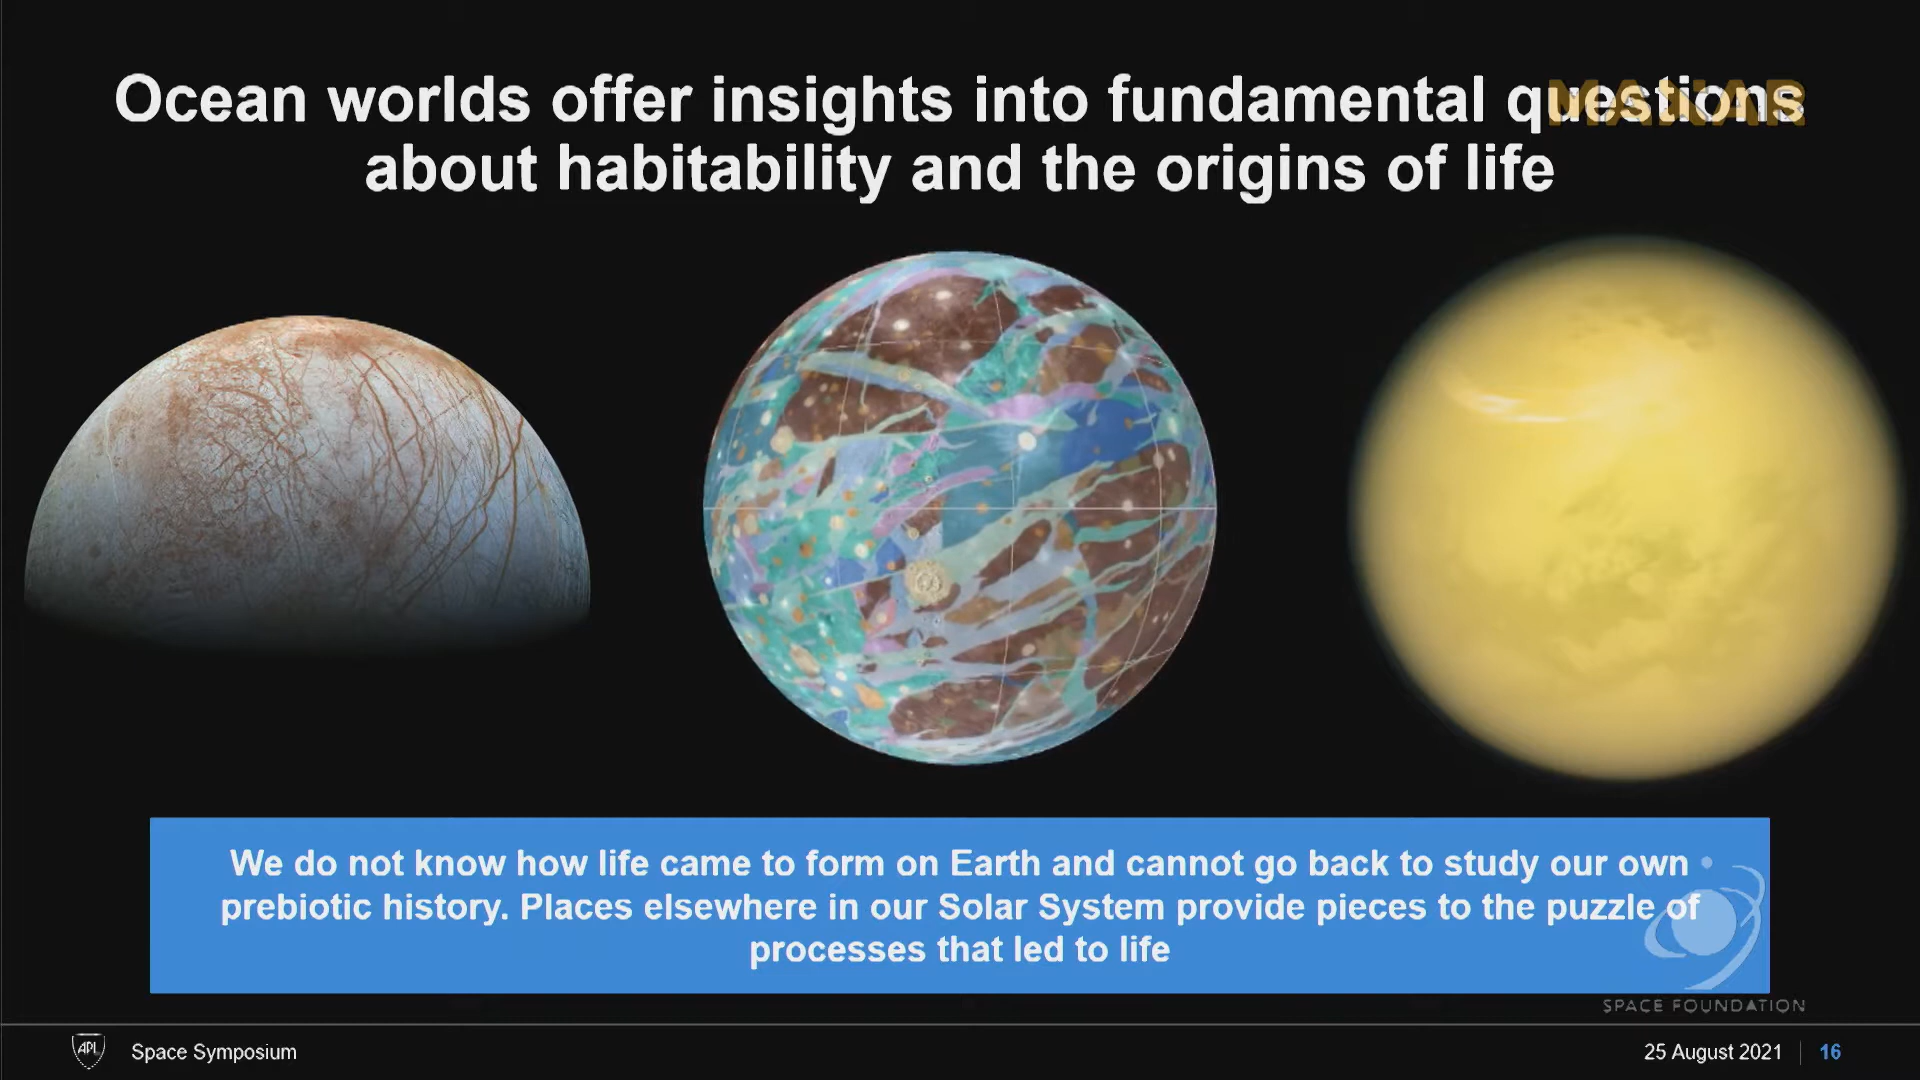 MANAR
Ocean worlds offer insights into fundamental questions
about habitability and the origins of life
We do not know how life came to form on Earth and cannot go back to study our own
prebiotic history. Places elsewhere in our Solar System provide pieces to the puzzle of
processes that led to life
SPACE FOUNDATION
APL
Space Symposium
25 August 2021
16